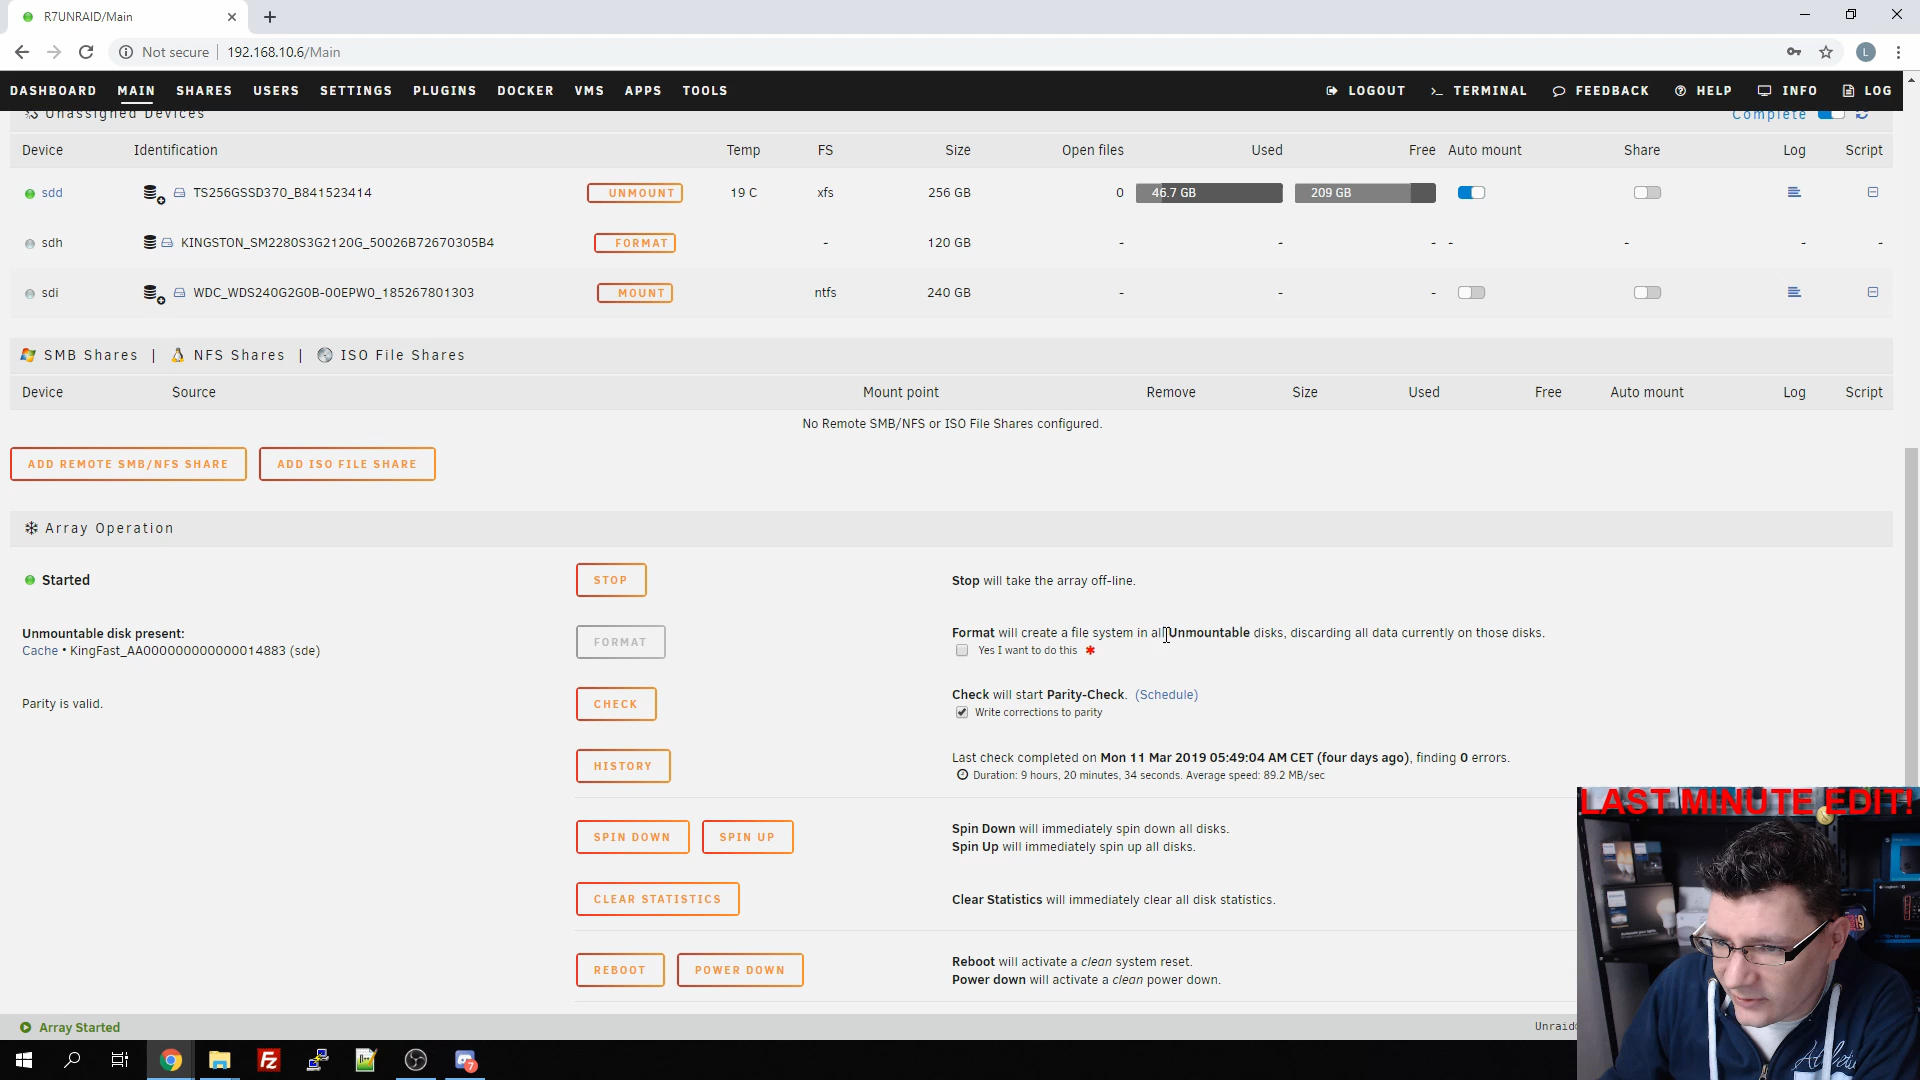 R7UNRAID/Main
Not secure 192.168.10.6/Main
L
DASHBOARD MAIN SHARES USERS SETTINGS PLUGINS DOCKER VMS APPS TOOLS LOGOUT TERMINAL FEEDBACK HELP INFO LOG
Unassigned Devices Complete
Device Identification Temp FS Size Open files Used Free Auto mount Share Log Script
sdd TS256GSSD370_B841523414 UNMOUNT 19 C xfs 256 GB 0 46.7 GB 209 GB
sdh KINGSTON_SM2280S3G2120G_50026B72670305B4 FORMAT - 120 GB - - - - - - -
sdi WDC_WDS240G2G0B-00EPW0_185267801303 MOUNT ntfs 240 GB - - -
SMB Shares | NFS Shares | ISO File Shares
Device Source Mount point Remove Size Used Free Auto mount Log Script
No Remote SMB/NFS or ISO File Shares configured.
ADD REMOTE SMB/NFS SHARE ADD ISO FILE SHARE
Array Operation
Started STOP Stop will take the array off-line.
Unmountable disk present: FORMAT Format will create a file system in all Unmountable disks, discarding all data currently on those disks.
Cache • KingFast_AA000000000000014883 (sde) Yes I want to do this *
Parity is valid. CHECK Check will start Parity-Check. (Schedule)
Write corrections to parity
HISTORY Last check completed on Mon 11 Mar 2019 05:49:04 AM CET (four days ago), finding 0 errors.
Duration: 9 hours, 20 minutes, 34 seconds. Average speed: 89.2 MB/sec
LAST MINUTE EDIT!
SPIN DOWN SPIN UP Spin Down will immediately spin down all disks.
Spin Up will immediately spin up all disks.
CLEAR STATISTICS Clear Statistics will immediately clear all disk statistics.
REBOOT POWER DOWN Reboot will activate a clean system reset.
Power down will activate a clean power down.
Array Started Unraid
7